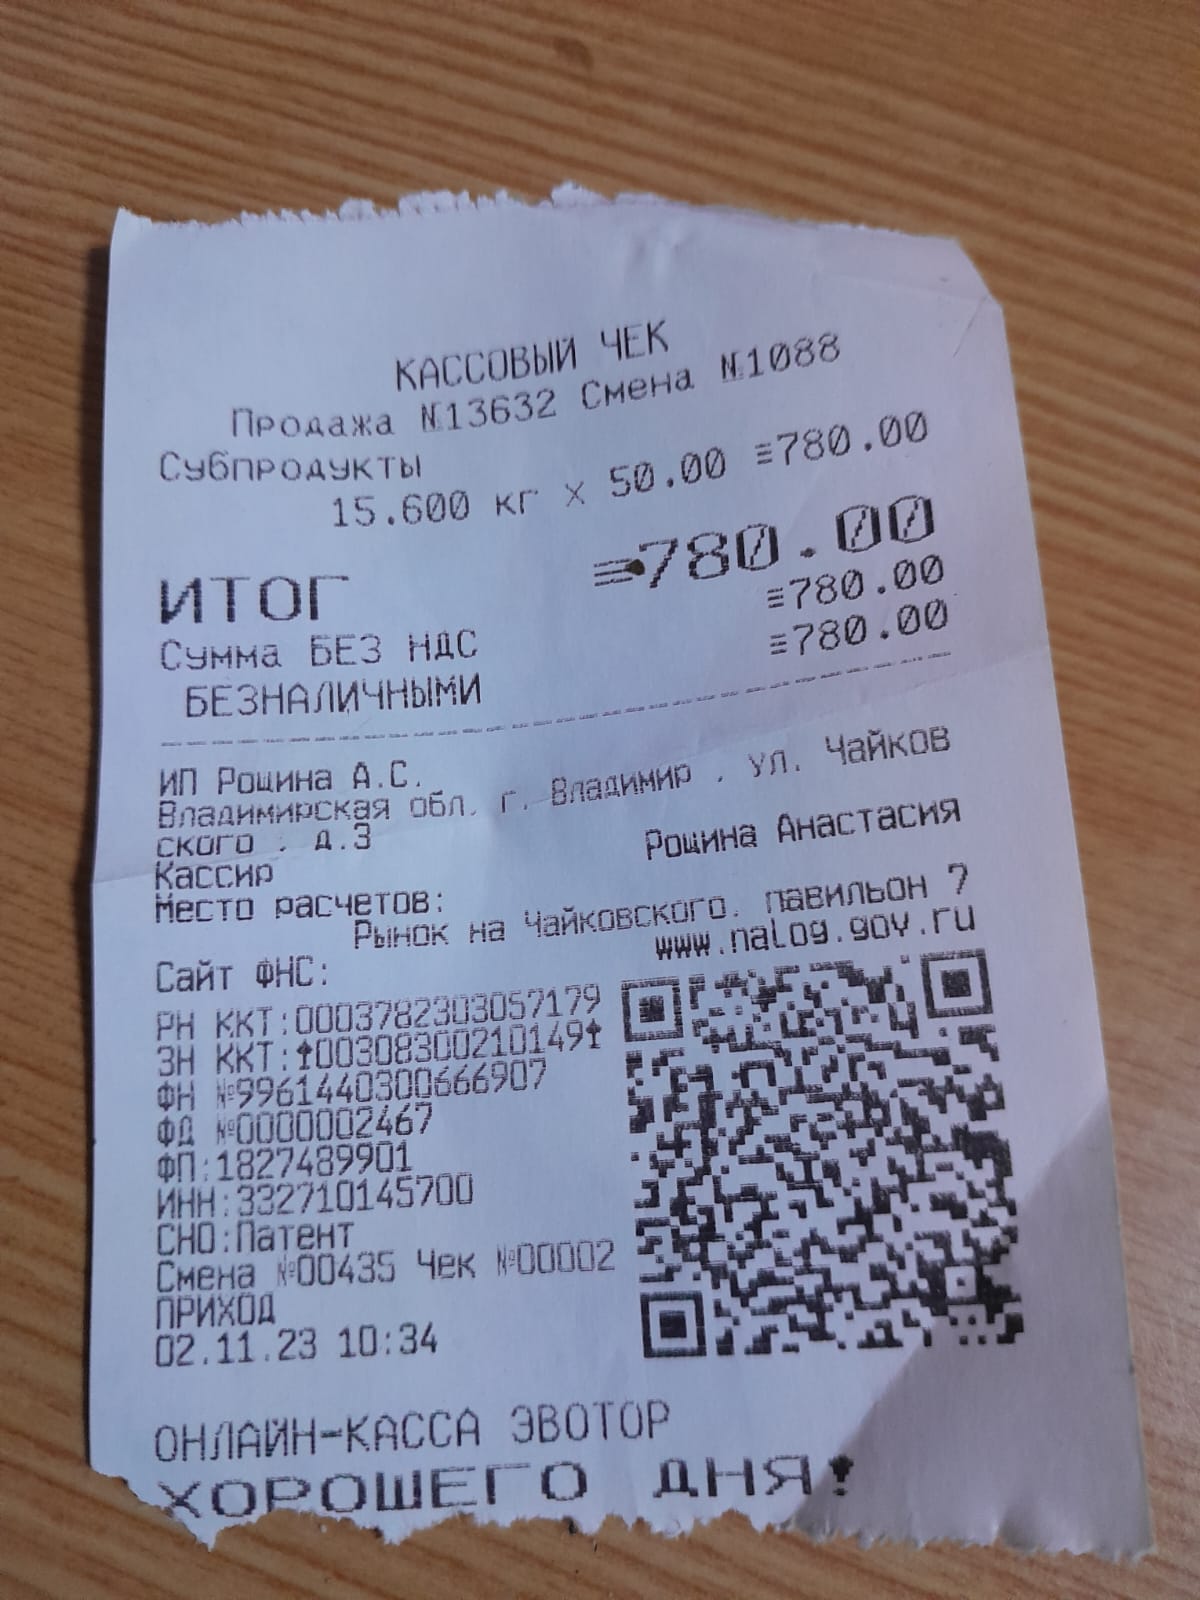 КАССОВЫЙ ЧЕК
Продажа №13632 Смена №1088
Субпродукты
15.600 кг х 50.00 ≡780.00
ИТОГ ≡780.00
Сумма БЕЗ НДС ≡780.00
БЕЗНАЛИЧНЫМИ ≡780.00
ИП Рощина А.С.
Владимирская обл. г. Владимир , ул. Чайков
ского , д.3
Кассир Рощина Анастасия
Место расчетов:
Рынок на Чайковского, павильон 7
Сайт ФНС: www.nalog.gov.ru
РН ККТ:0003782303057179
ЗН ККТ:↑00308300210149↑
ФН №9961440300666907
ФД №0000002467
ФП:1827489901
ИНН:332710145700
СНО:Патент
Смена №00435 Чек №00002
ПРИХОД
02.11.23 10:34
ОНЛАЙН-КАССА ЭВОТОР
ХОРОШЕГО ДНЯ!